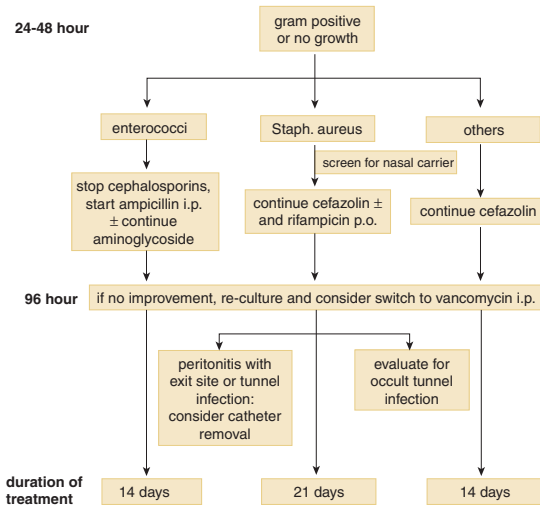 24-48 hour
gram positive
or no growth
enterococci
Staph. aureus
others
screen for nasal carrier
stop cephalosporins,
start ampicillin i.p.
± continue
aminoglycoside
continue cefazolin ±
and rifampicin p.o.
continue cefazolin
96 hour
if no improvement, re-culture and consider switch to vancomycin i.p.
peritonitis with
exit site or tunnel
infection:
consider catheter
removal
evaluate for
occult tunnel
infection
duration of
treatment
14 days
21 days
14 days